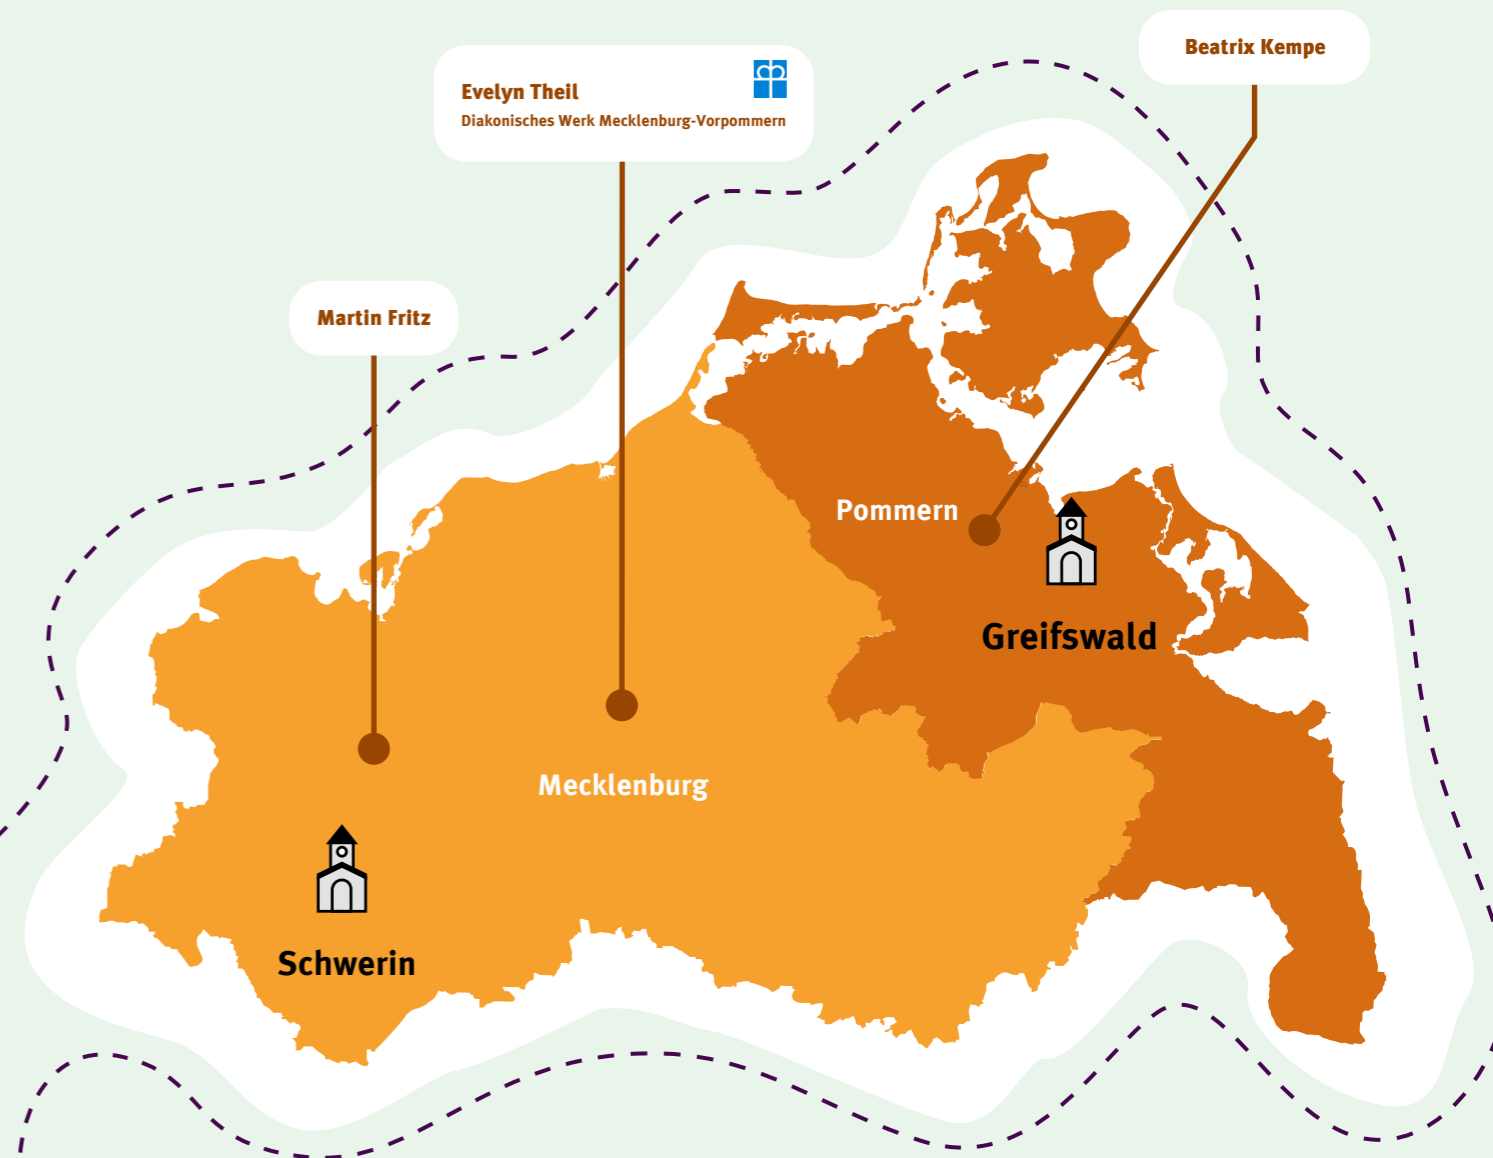 Beatrix Kempe
Evelyn Theil
Diakonisches Werk Mecklenburg-Vorpommern
Martin Fritz
Pommern
Greifswald
Mecklenburg
Schwerin